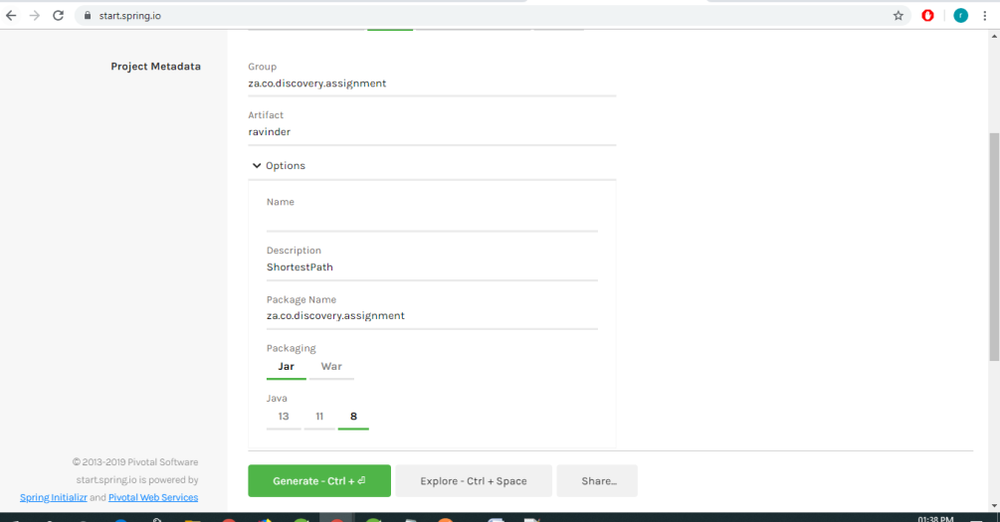 start.spring.io
Project Metadata
Group
za.co.discovery.assignment
Artifact
ravinder
Options
Name
Description
ShortestPath
Package Name
za.co.discovery.assignment
Packaging
Jar War
Java
13 11 8
© 2013-2019 Pivotal Software
start.spring.io is powered by
Spring Initializr and Pivotal Web Services
Generate - Ctrl + ⏎
Explore - Ctrl + Space
Share...
01:38 PM